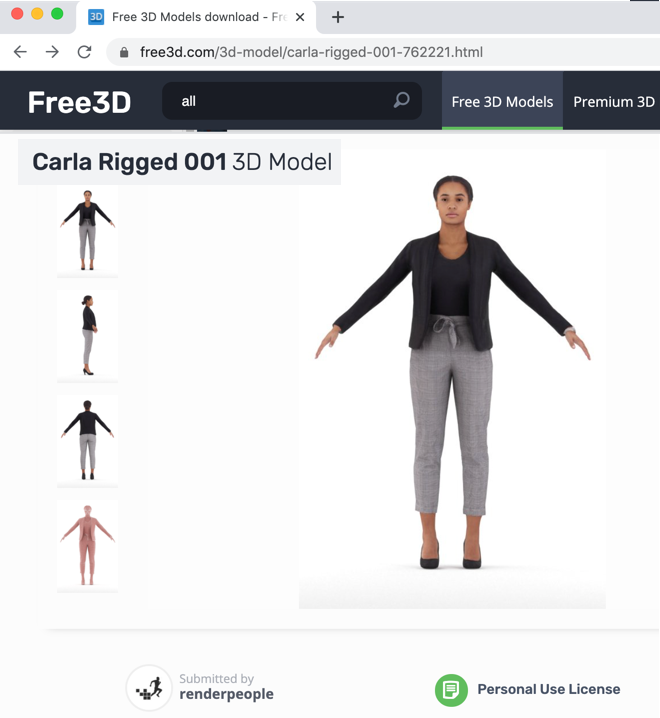 3D Free 3D Models download - Fre
free3d.com/3d-model/carla-rigged-001-762221.html
Free3D all Free 3D Models Premium 3D
Carla Rigged 001 3D Model
Submitted by
renderpeople
Personal Use License